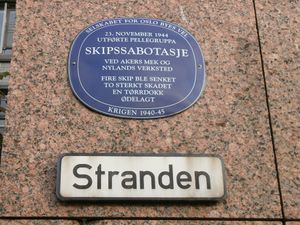 SELSKABET FOR OSLO BYES VEL
23. NOVEMBER 1944
UTFØRTE PELLEGRUPPA
SKIPSSABOTASJE
VED AKERS MEK OG
NYLANDS VERKSTED
FIRE SKIP BLE SENKET
TO STERKT SKADET
EN TØRRDOKK
ØDELAGT
KRIGEN 1940-45
Stranden